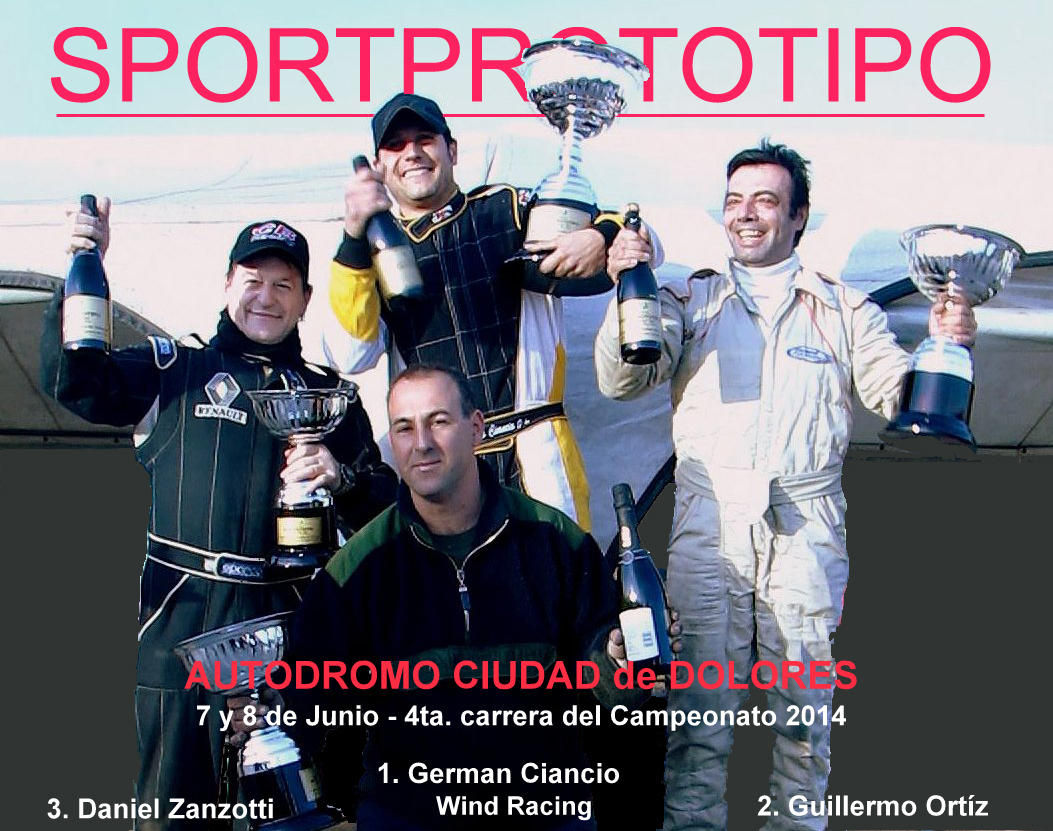 SPORTPROTOTIPO
RENAULT
AUTODROMO CIUDAD de DOLORES
7 y 8 de Junio - 4ta. carrera del Campeonato 2014
1. German Ciancio
Wind Racing
3. Daniel Zanzotti
2. Guillermo Ortíz